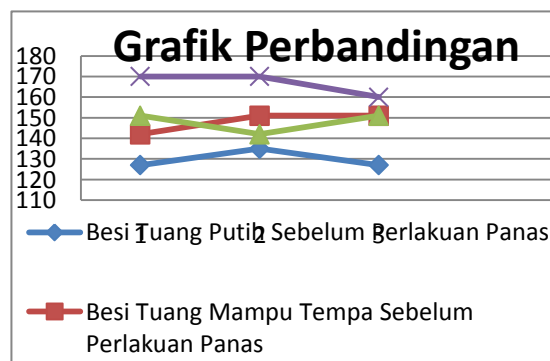 Grafik Perbandingan
180
170
160
150
140
130
120
110
1 2 3
Besi Tuang Putih Sebelum Perlakuan Panas
Besi Tuang Mampu Tempa Sebelum
Perlakuan Panas